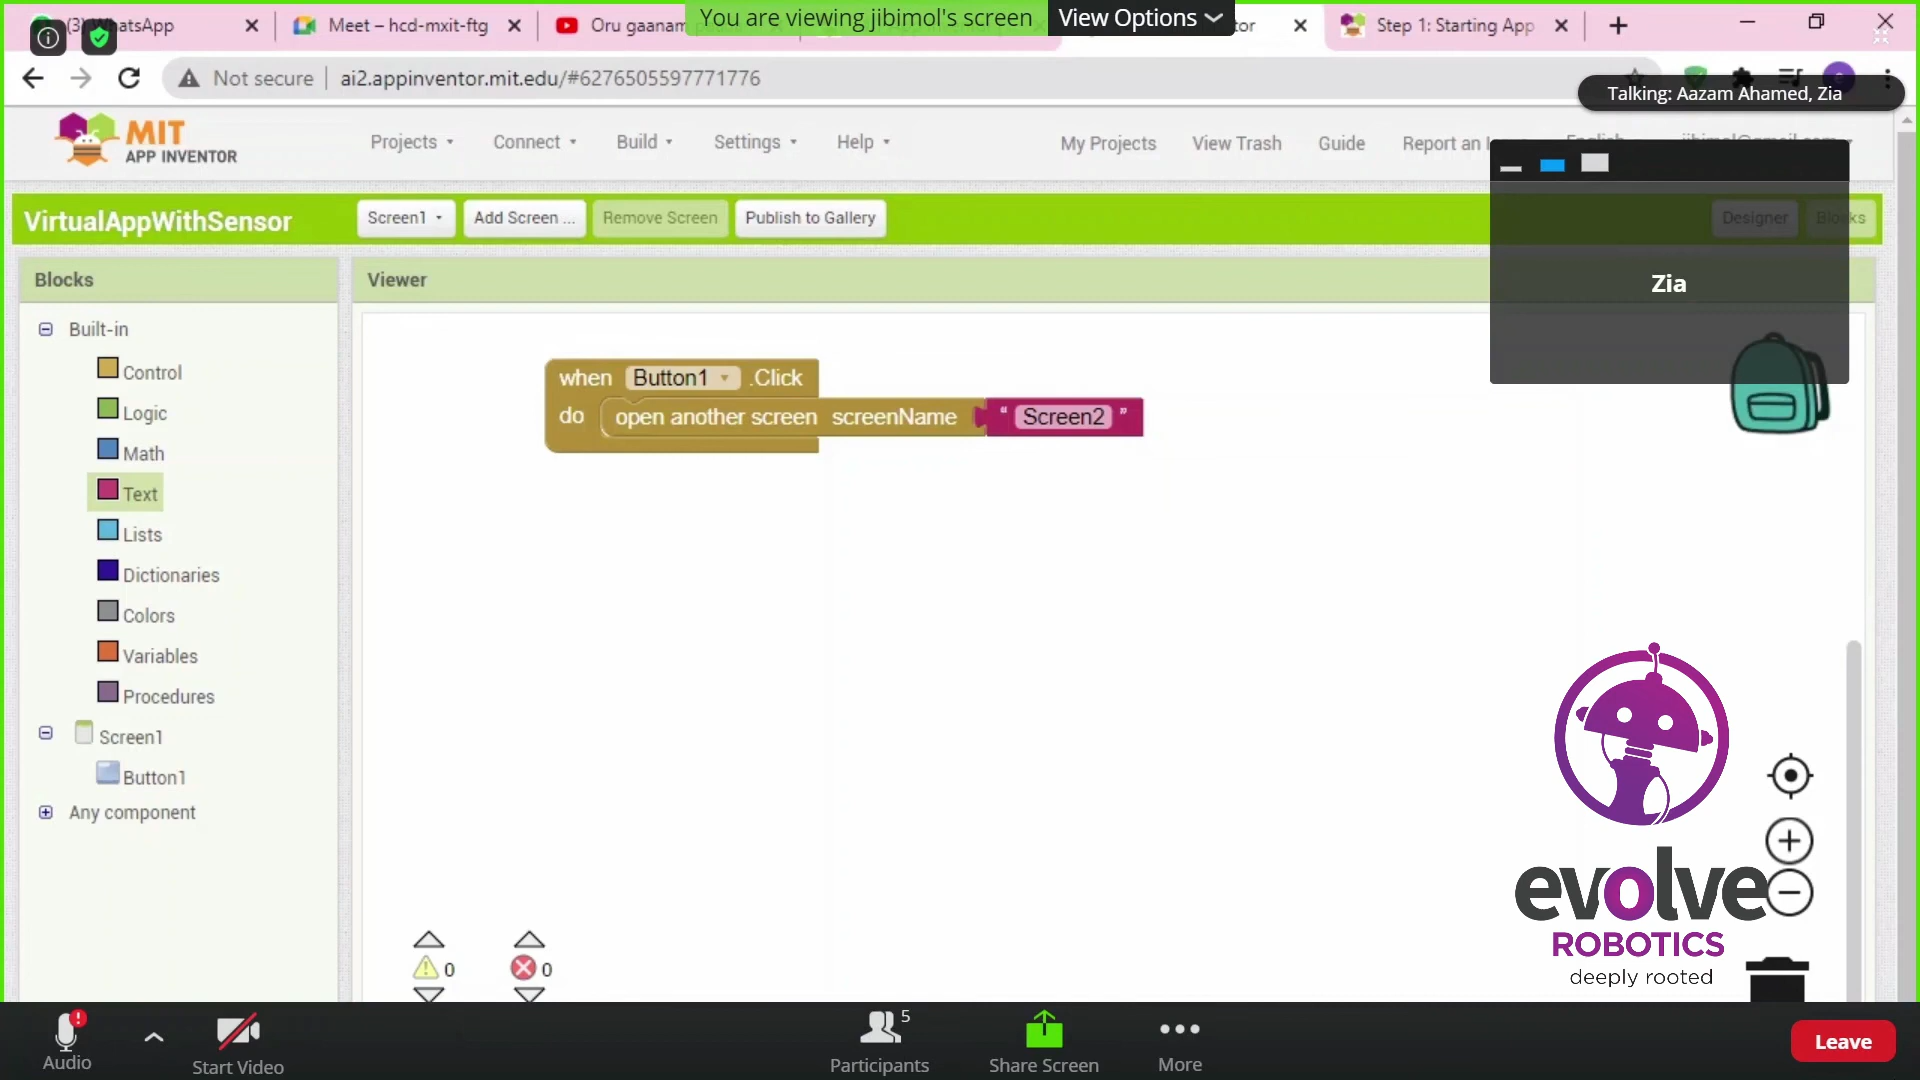 You are viewing jibimol's screen View Options
(3) WhatsApp
Meet – hcd-mxit-ftg
Oru gaanam
Step 1: Starting App
Not secure ai2.appinventor.mit.edu/#6276505597771776
Talking: Aazam Ahamed, Zia
MIT
APP INVENTOR
Projects Connect Build Settings Help My Projects View Trash Guide Report an
VirtualAppWithSensor Screen1 Add Screen ... Remove Screen Publish to Gallery Designer Blocks
Zia
Blocks
Viewer
Built-in
Control
Logic
Math
Text
Lists
Dictionaries
Colors
Variables
Procedures
Screen1
Button1
Any component
when Button1 .Click
do open another screen screenName “ Screen2 ”
0 0
evolve
ROBOTICS
deeply rooted
Audio
Start Video
5
Participants
Share Screen
More
Leave